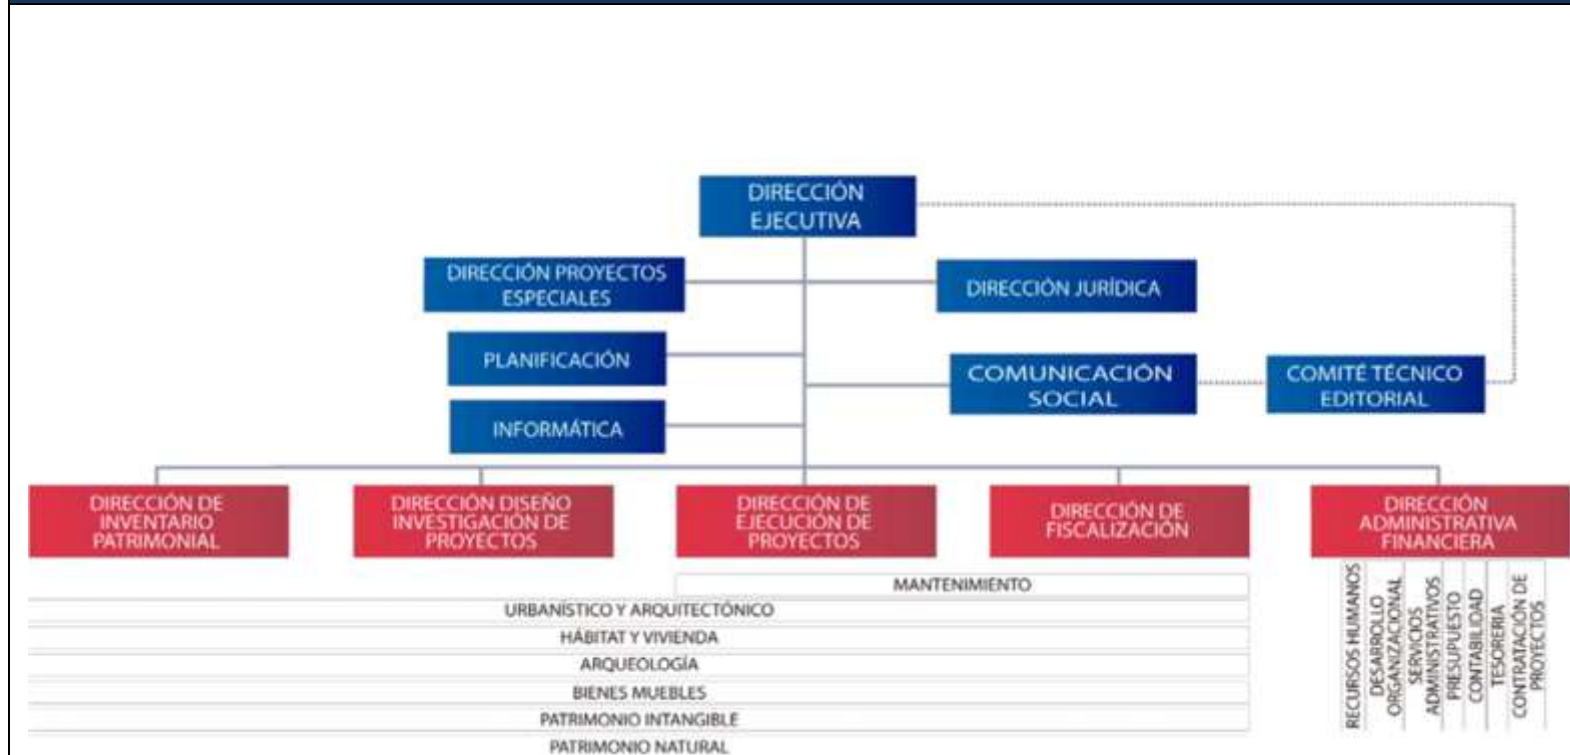 DIRECCIÓN
EJECUTIVA
DIRECCIÓN PROYECTOS
ESPECIALES
DIRECCIÓN JURÍDICA
PLANIFICACIÓN
COMUNICACIÓN
SOCIAL
COMITÉ TÉCNICO
EDITORIAL
INFORMÁTICA
DIRECCIÓN DE
INVENTARIO
PATRIMONIAL
DIRECCIÓN DISEÑO
INVESTIGACIÓN DE
PROYECTOS
DIRECCIÓN DE
EJECUCIÓN DE
PROYECTOS
DIRECCIÓN DE
FISCALIZACIÓN
DIRECCIÓN
ADMINISTRATIVA
FINANCIERA
MANTENIMIENTO
URBANÍSTICO Y ARQUITECTÓNICO
HÁBITAT Y VIVIENDA
ARQUEOLOGÍA
BIENES MUEBLES
PATRIMONIO INTANGIBLE
PATRIMONIO NATURAL
RECURSOS HUMANOS
DESARROLLO
ORGANIZACIONAL
SERVICIOS
ADMINISTRATIVOS
PRESUPUESTO
CONTABILIDAD
TESORERIA
CONTRATACIÓN DE
PROYECTOS